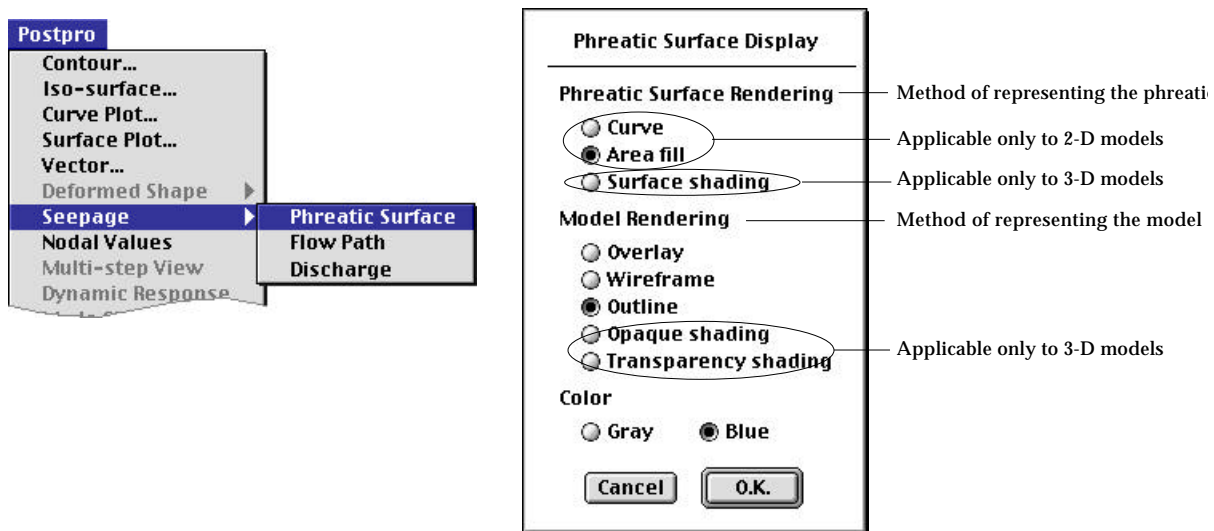 Postpro
Contour...
Iso-surface...
Curve Plot...
Surface Plot...
Vector...
Deformed Shape
Seepage
Nodal Values
Multi-step View
Dynamic Response
Phreatic Surface
Flow Path
Discharge
Phreatic Surface Display
Phreatic Surface Rendering
Method of representing the
Curve
Area fill
Applicable only to 2-D models
Surface shading
Applicable only to 3-D models
Model Rendering
Method of representing the model
Overlay
Wireframe
Outline
Opaque shading
Transparency shading
Applicable only to 3-D models
Color
Gray
Blue
Cancel
O.K.